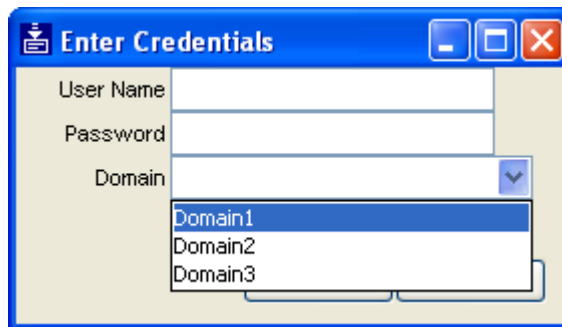 Enter Credentials
User Name
Password
Domain
Domain1
Domain2
Domain3